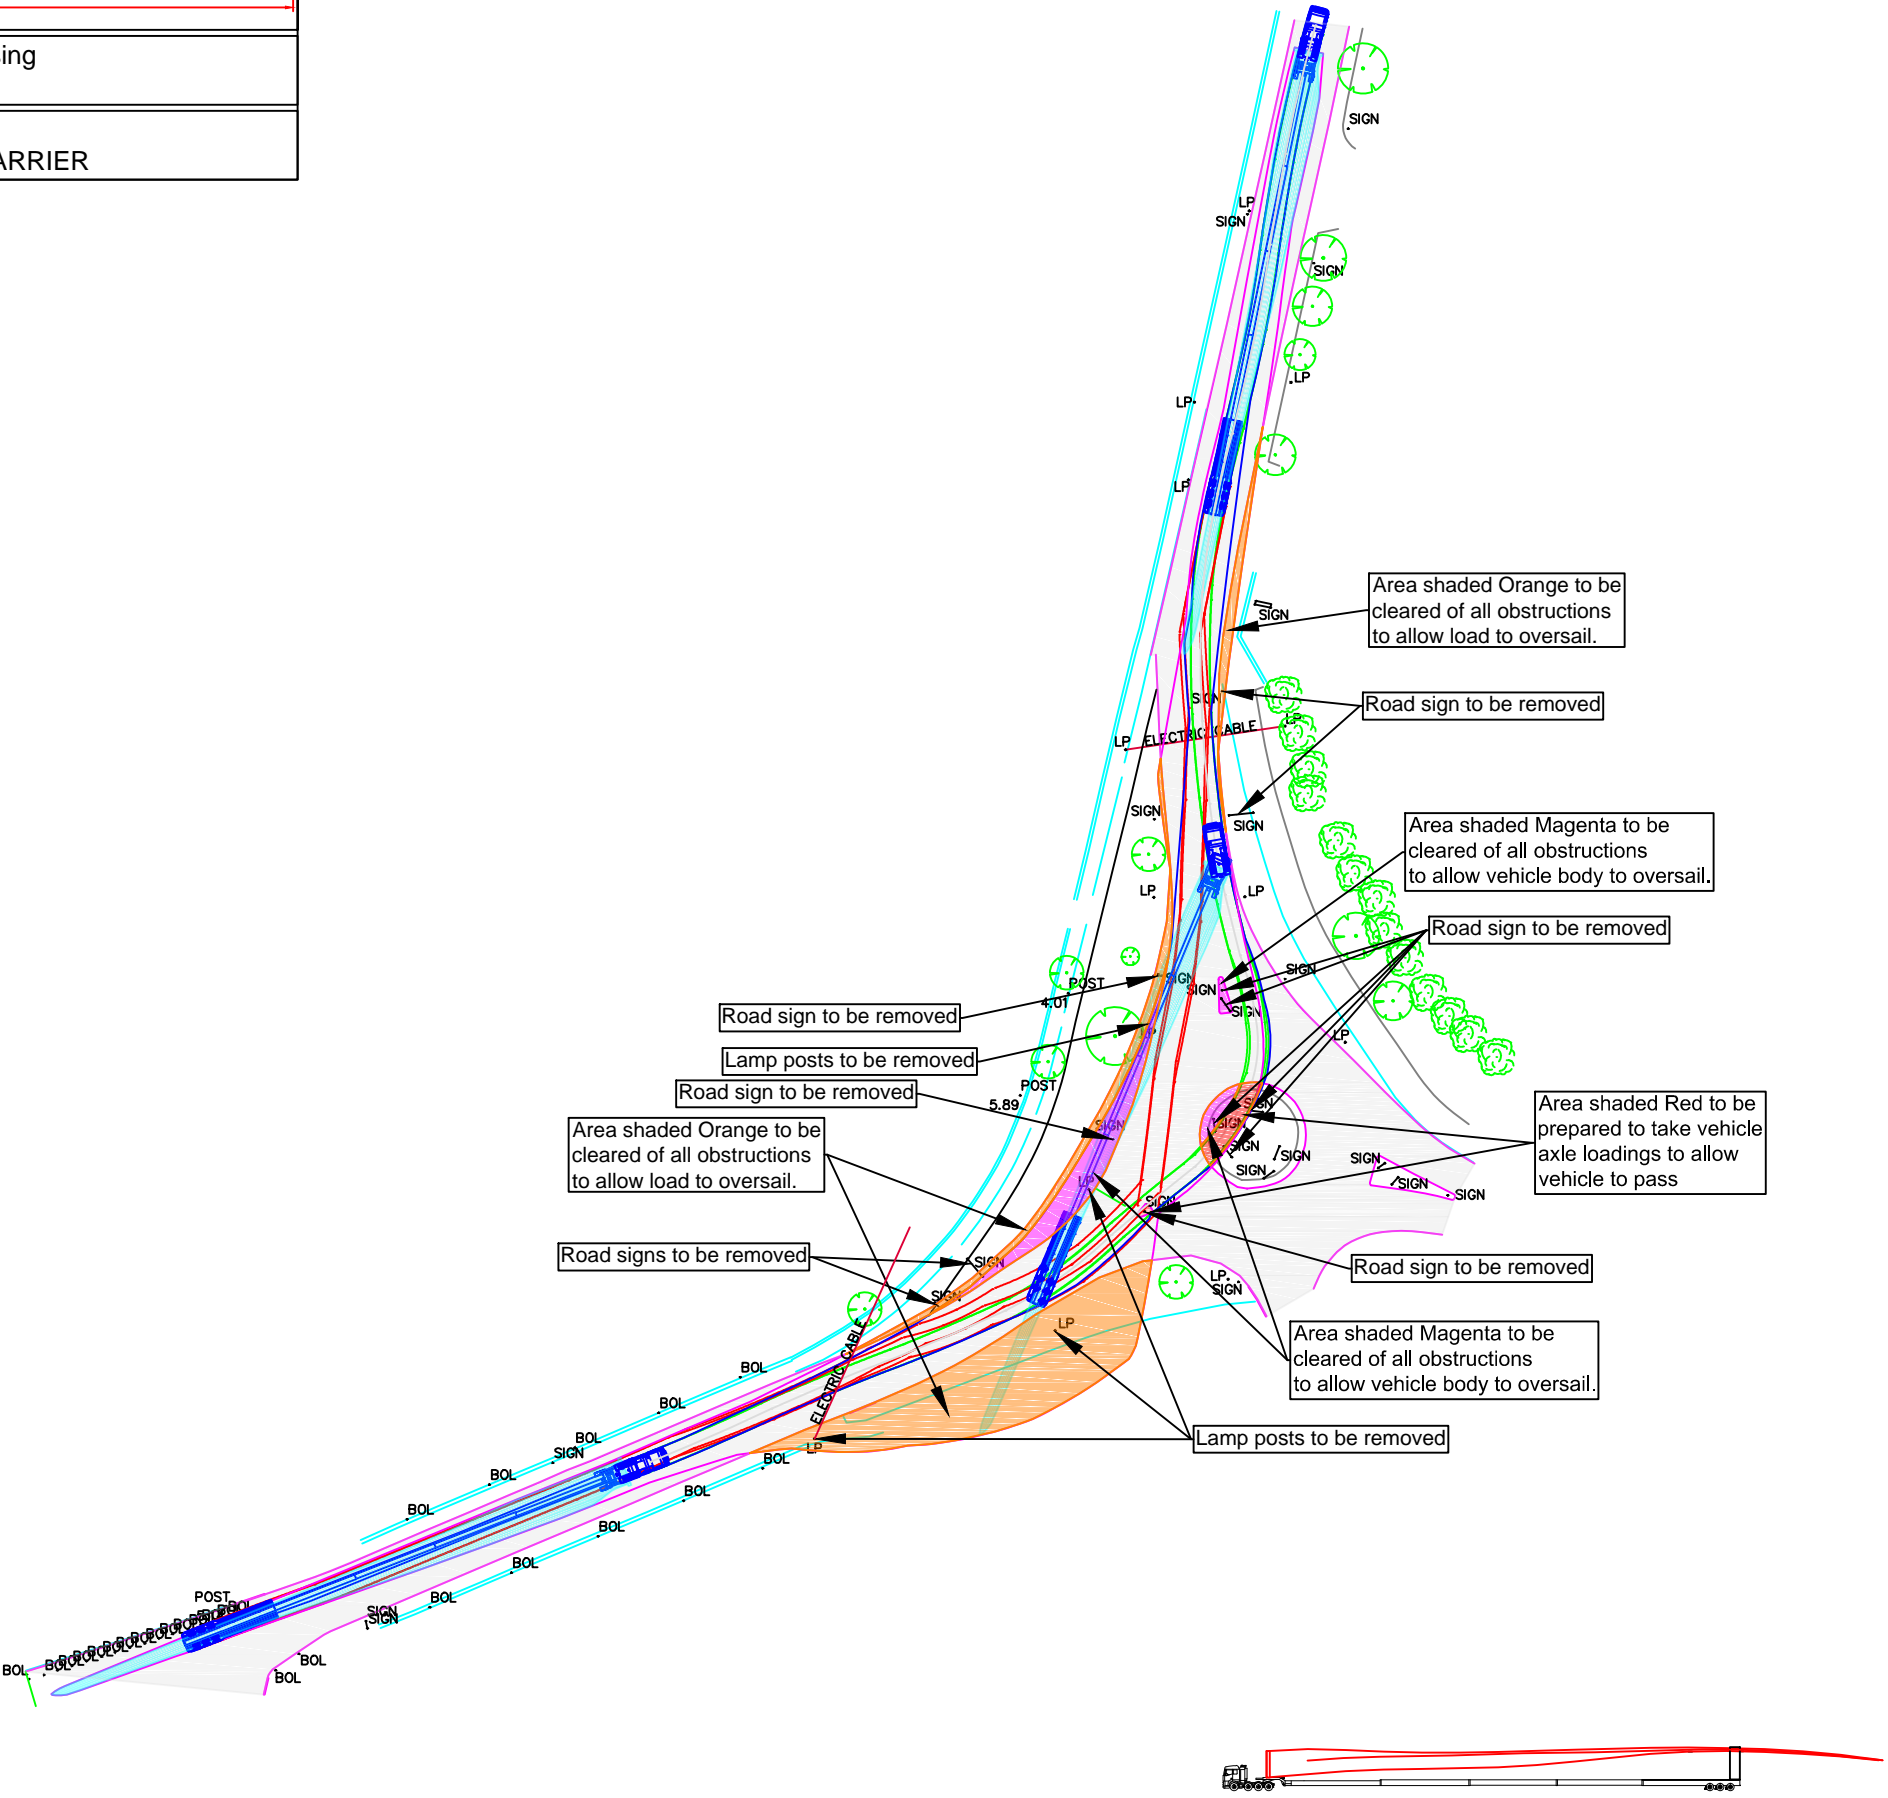 ing
ARRIER
SIGN
LP
SIGN
SIGN
LP
LP
LP
Area shaded Orange to be
cleared of all obstructions
to allow load to oversail.
SIGN
SIGN
Road sign to be removed
LP
ELECTRIC CABLE
LP
SIGN
SIGN
Area shaded Magenta to be
cleared of all obstructions
to allow vehicle body to oversail.
LP
LP
Road sign to be removed
SIGN
SIGN
POST
4.01
SIGN
SIGN
Road sign to be removed
LP
LP
Lamp posts to be removed
Road sign to be removed
POST
5.89
SIGN
SIGN
SIGN
SIGN
SIGN
SIGN
Area shaded Red to be
prepared to take vehicle
axle loadings to allow
vehicle to pass
Area shaded Orange to be
cleared of all obstructions
to allow load to oversail.
SIGN
SIGN
SIGN
LP
SIGN
Road signs to be removed
SIGN
SIGN
Road sign to be removed
LP
SIGN
LP
Area shaded Magenta to be
cleared of all obstructions
to allow vehicle body to oversail.
ELECTRIC CABLE
LP
Lamp posts to be removed
BOL
BOL
BOL
SIGN
BOL
BOL
BOL
BOL
BOL
BOL
BOL
POST
SIGN
SIGN
BOL
BOL
BOL
BOL
BOL